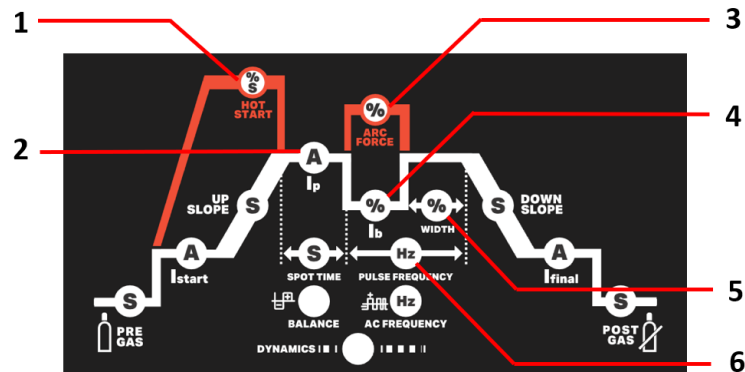 1
3
4
2
% S
HOT
START
%
ARC
FORCE
A
Ip
UP
SLOPE
S
%
Ib
%
WIDTH
S
DOWN
SLOPE
A
Istart
S
SPOT TIME
Hz
PULSE FREQUENCY
A
Ifinal
S
PRE
GAS
BALANCE
Hz
AC FREQUENCY
S
POST
GAS
DYNAMICS
5
6